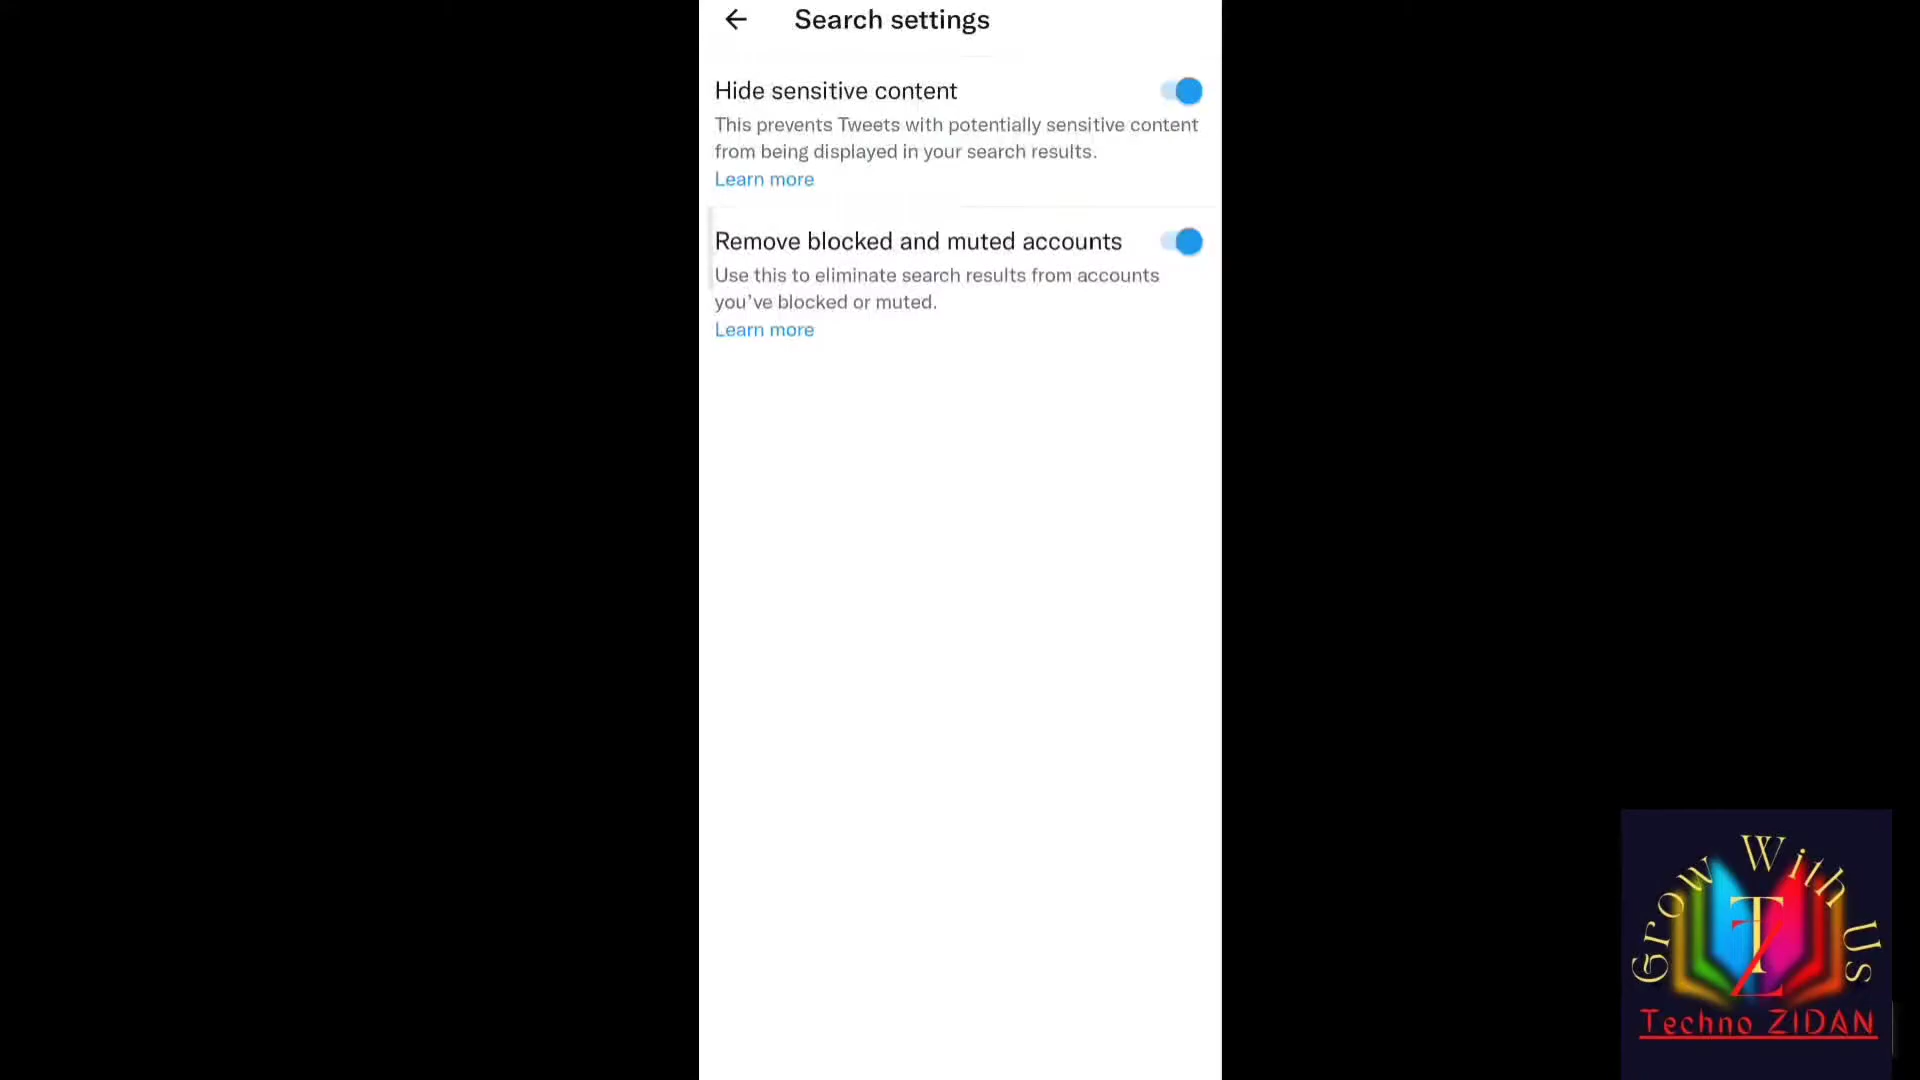 Search settings
Hide sensitive content
This prevents Tweets with potentially sensitive content
from being displayed in your search results.
Learn more
Remove blocked and muted accounts
Use this to eliminate search results from accounts
you’ve blocked or muted.
Learn more
Grow With Us
TZ
Techno ZIDAN